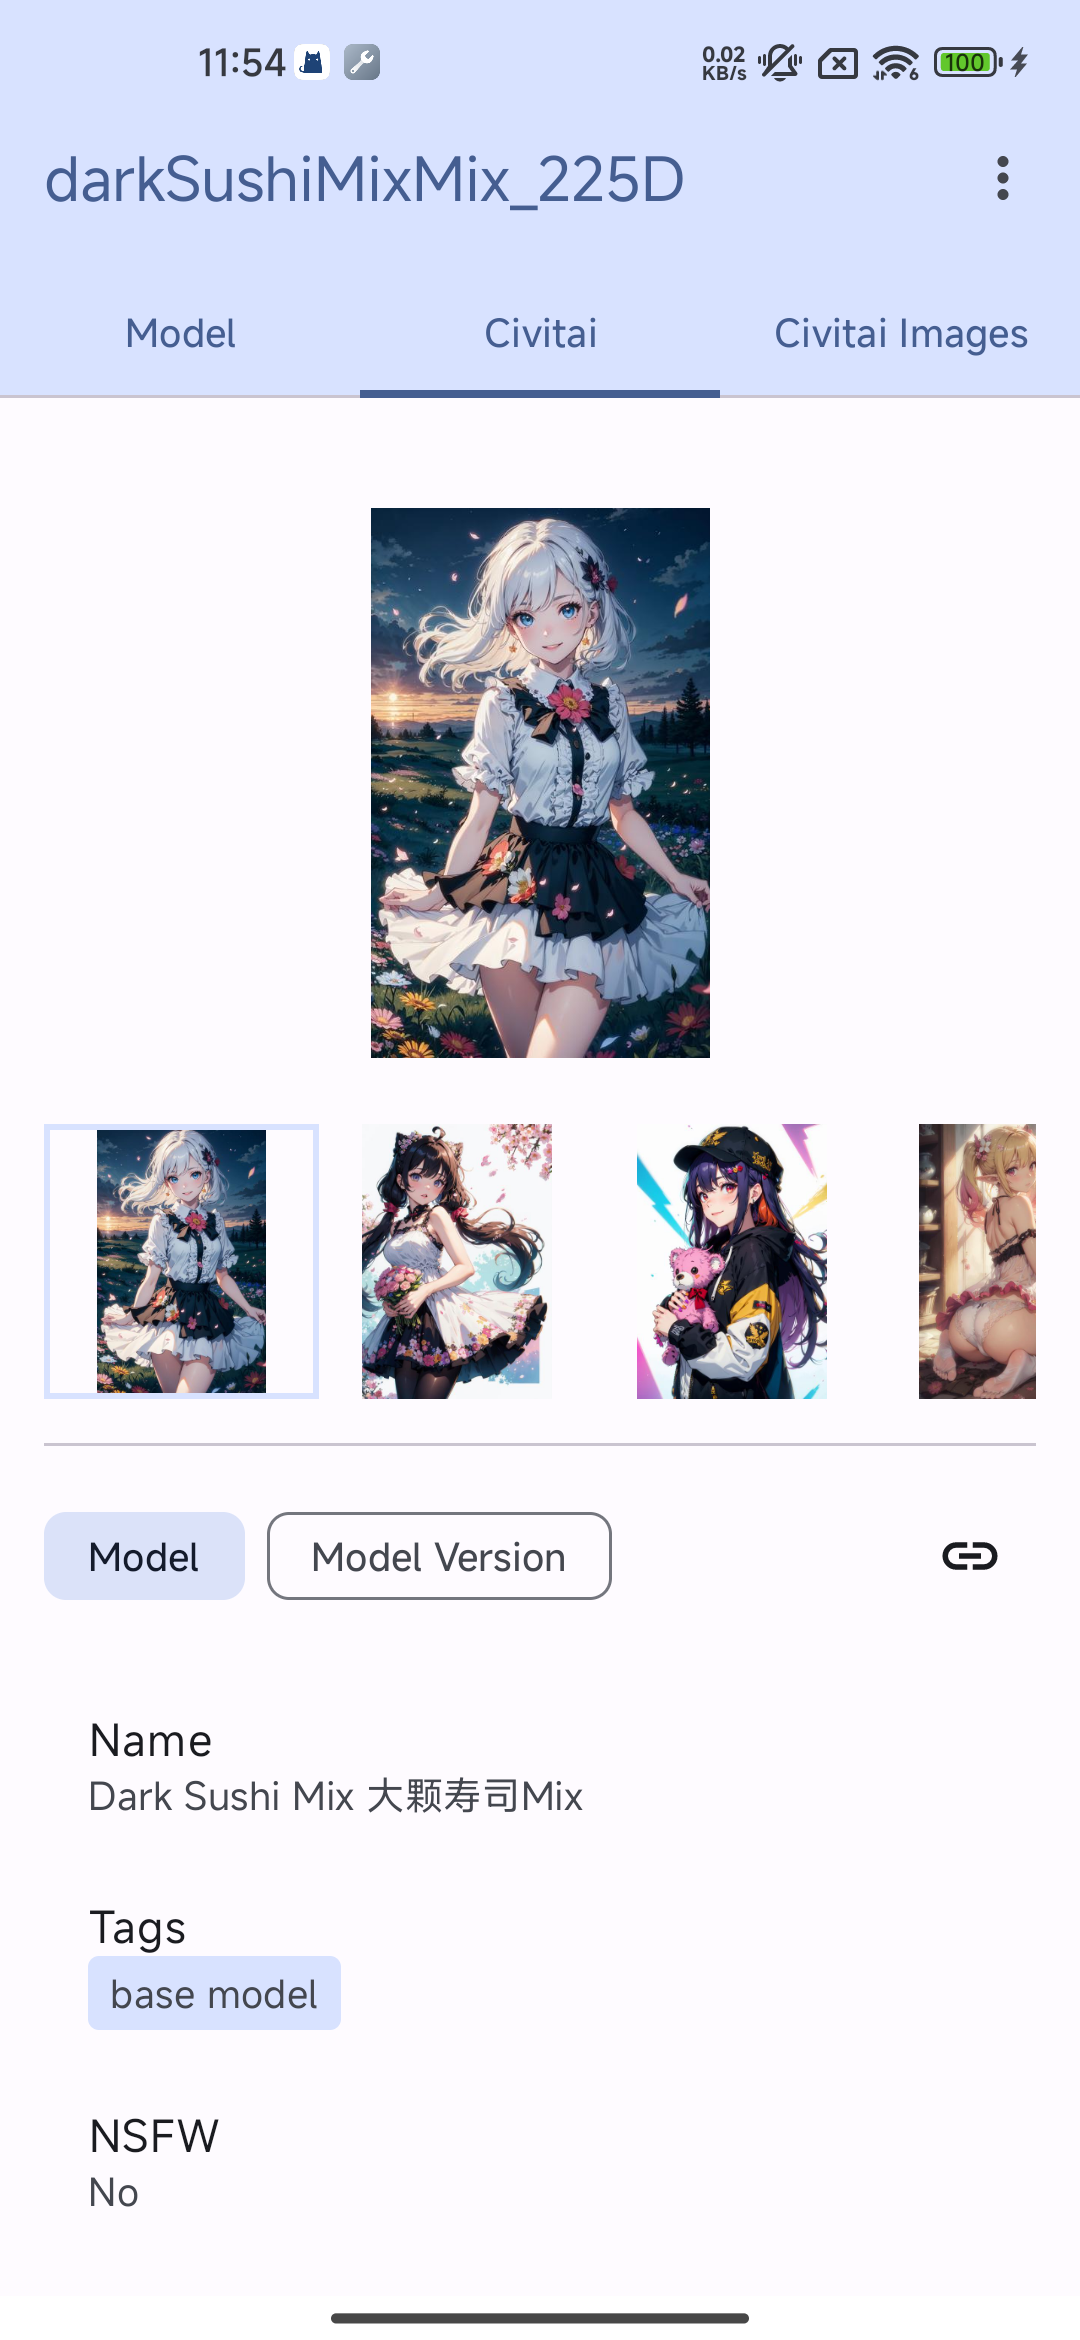 11:54
0.02
KB/s
6
100
darkSushiMixMix_225D
Model
Civitai
Civitai Images
Model
Model Version
Name
Dark Sushi Mix 大颗寿司Mix
Tags
base model
NSFW
No